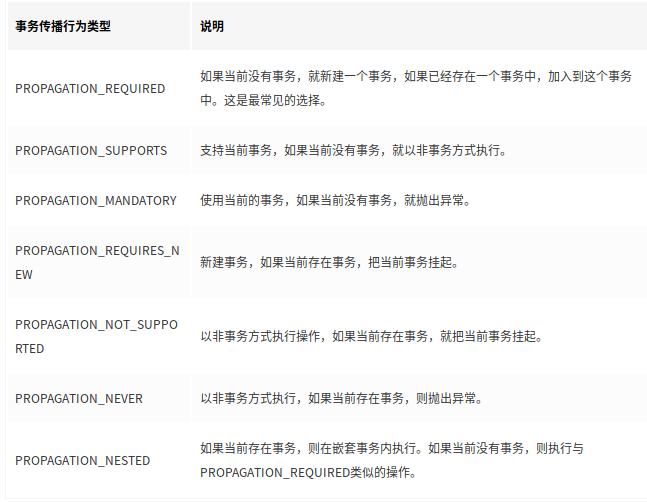 事务传播行为类型 说明
PROPAGATION_REQUIRED
如果当前没有事务，就新建一个事务，如果已经存在一个事务中，加入到这个事务
中。这是最常见的选择。
PROPAGATION_SUPPORTS 支持当前事务，如果当前没有事务，就以非事务方式执行。
PROPAGATION_MANDATORY 使用当前的事务，如果当前没有事务，就抛出异常。
PROPAGATION_REQUIRES_N
EW
新建事务，如果当前存在事务，把当前事务挂起。
PROPAGATION_NOT_SUPPO
RTED
以非事务方式执行操作，如果当前存在事务，就把当前事务挂起。
PROPAGATION_NEVER 以非事务方式执行，如果当前存在事务，则抛出异常。
PROPAGATION_NESTED
如果当前存在事务，则在嵌套事务内执行。如果当前没有事务，则执行与
PROPAGATION_REQUIRED类似的操作。